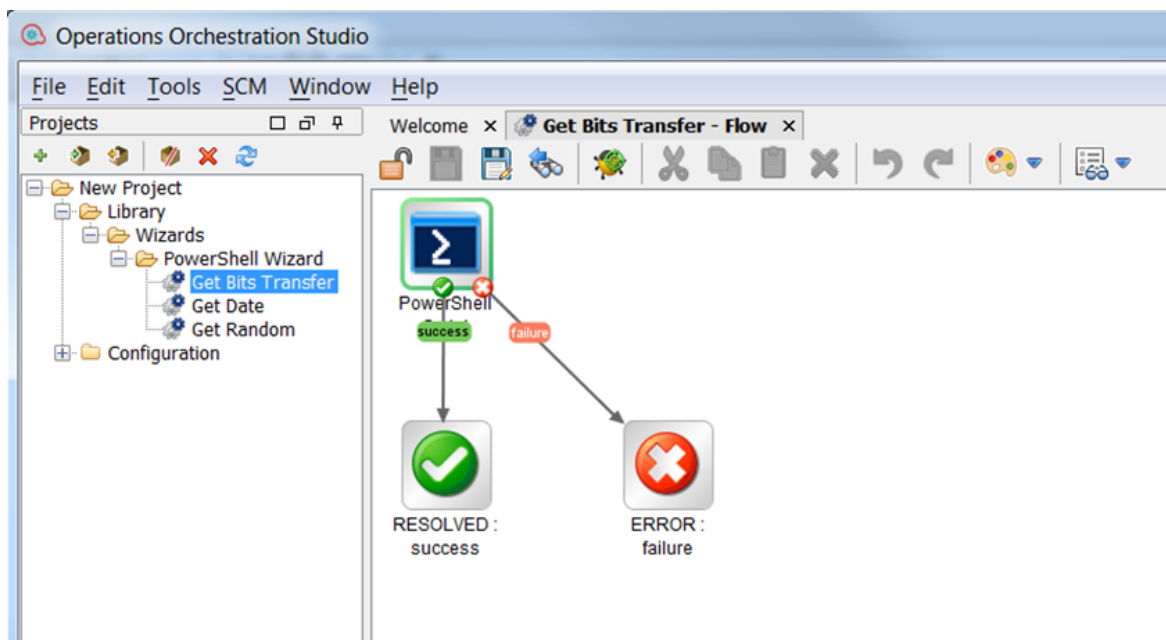 Operations Orchestration Studio
File Edit Tools SCM Window Help
Projects
Welcome
Get Bits Transfer - Flow
New Project
Library
Wizards
PowerShell Wizard
Get Bits Transfer
Get Date
Get Random
Configuration
PowerShell
success
failure
RESOLVED :
success
ERROR :
failure